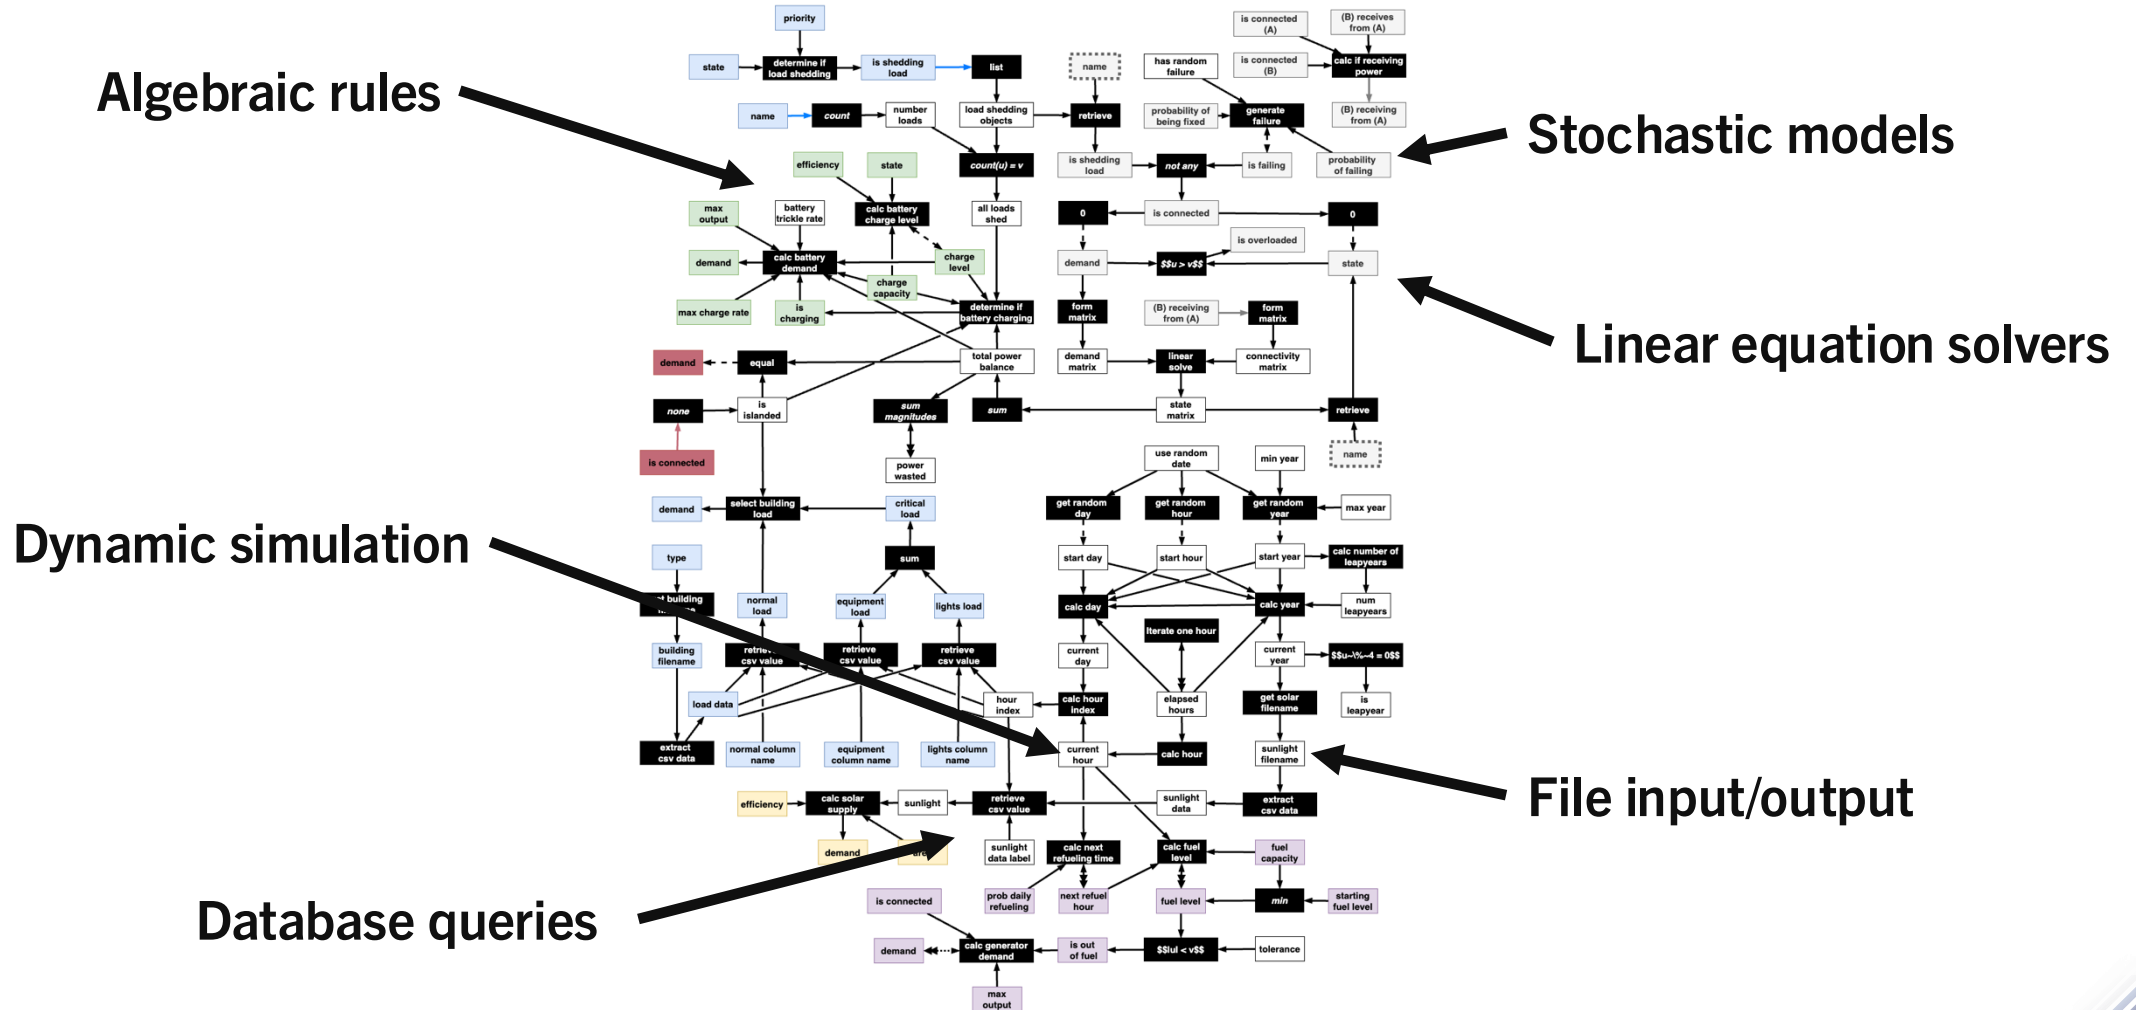 priority
is connected
(A)
(B) receives
from (A)
state
determine if
load shedding
is shedding
load
list
name
has random
failure
is connected
(B)
calc if receiving
power
Algebraic rules
name
count
number
loads
load shedding
objects
retrieve
probability of
being fixed
generate
failure
(B) receiving
from (A)
Stochastic models
efficiency
state
count(u) = v
is shedding
load
not any
is failing
probability
of failing
max
output
battery
trickle rate
calc battery
charge level
all loads
shed
0
is connected
0
is overloaded
demand
calc battery
demand
charge
level
demand
$$u > v$$
state
charge
capacity
max charge rate
is
charging
determine if
battery charging
form
matrix
(B) receiving
from (A)
form
matrix
Linear equation solvers
demand
equal
total power
balance
demand
matrix
linear
solve
connectivity
matrix
none
is
islanded
sum
magnitudes
sum
state
matrix
retrieve
is connected
power
wasted
use random
date
min year
name
demand
select building
load
critical
load
get random
day
get random
hour
get random
year
max year
Dynamic simulation
type
sum
start day
start hour
start year
calc number of
leapyears
building
normal
load
equipment
load
lights load
calc day
calc year
num
leapyears
Iterate one hour
building
filename
retrieve
csv value
retrieve
csv value
retrieve
csv value
current
day
current
year
$$u~\%~4 = 0$$
load data
hour
index
calc hour
index
elapsed
hours
get solar
filename
is
leapyear
extract
csv data
normal column
name
equipment
column name
lights column
name
current
hour
calc hour
sunlight
filename
efficiency
calc solar
supply
sunlight
retrieve
csv value
sunlight
data
extract
csv data
File input/output
demand
sunlight
data label
calc next
refueling time
calc fuel
level
fuel
capacity
Database queries
is connected
prob daily
refueling
next refuel
hour
fuel level
min
starting
fuel level
demand
calc generator
demand
is out
of fuel
$$|u| < v$$
tolerance
max
output